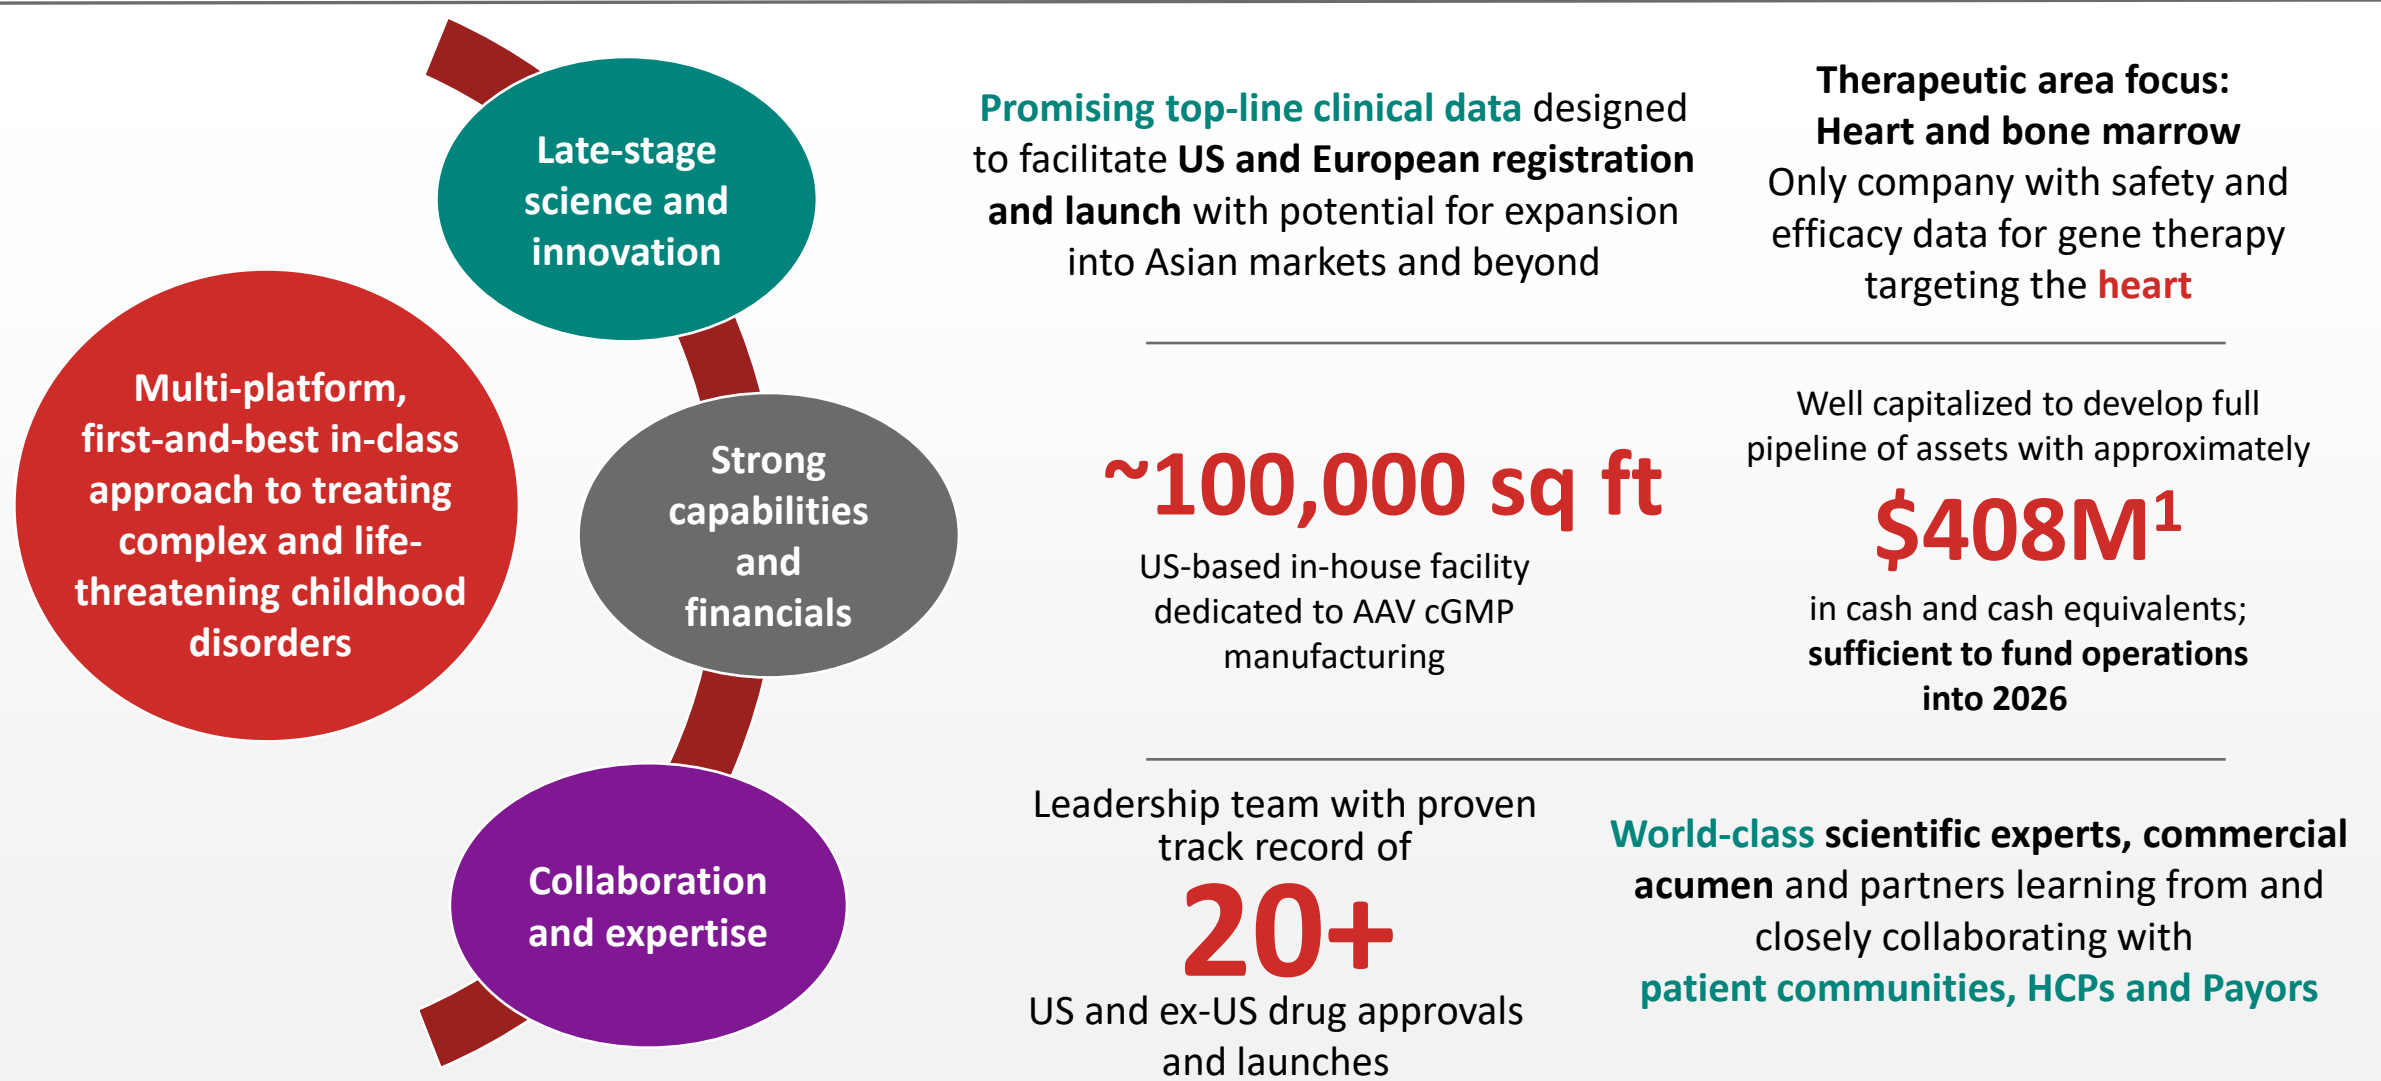 Multi-platform,
first-and-best in-class
approach to treating
complex and life-
threatening childhood
disorders
Late-stage
science and
innovation
Promising top-line clinical data designed
to facilitate US and European registration
and launch with potential for expansion
into Asian markets and beyond
Therapeutic area focus:
Heart and bone marrow
Only company with safety and
efficacy data for gene therapy
targeting the heart
Strong
capabilities
and
financials
~100,000 sq ft
US-based in-house facility
dedicated to AAV cGMP
manufacturing
Well capitalized to develop full
pipeline of assets with approximately
$408M¹
in cash and cash equivalents;
sufficient to fund operations
into 2026
Collaboration
and expertise
Leadership team with proven
track record of
20+
US and ex-US drug approvals
and launches
World-class scientific experts, commercial
acumen and partners learning from and
closely collaborating with
patient communities, HCPs and Payors